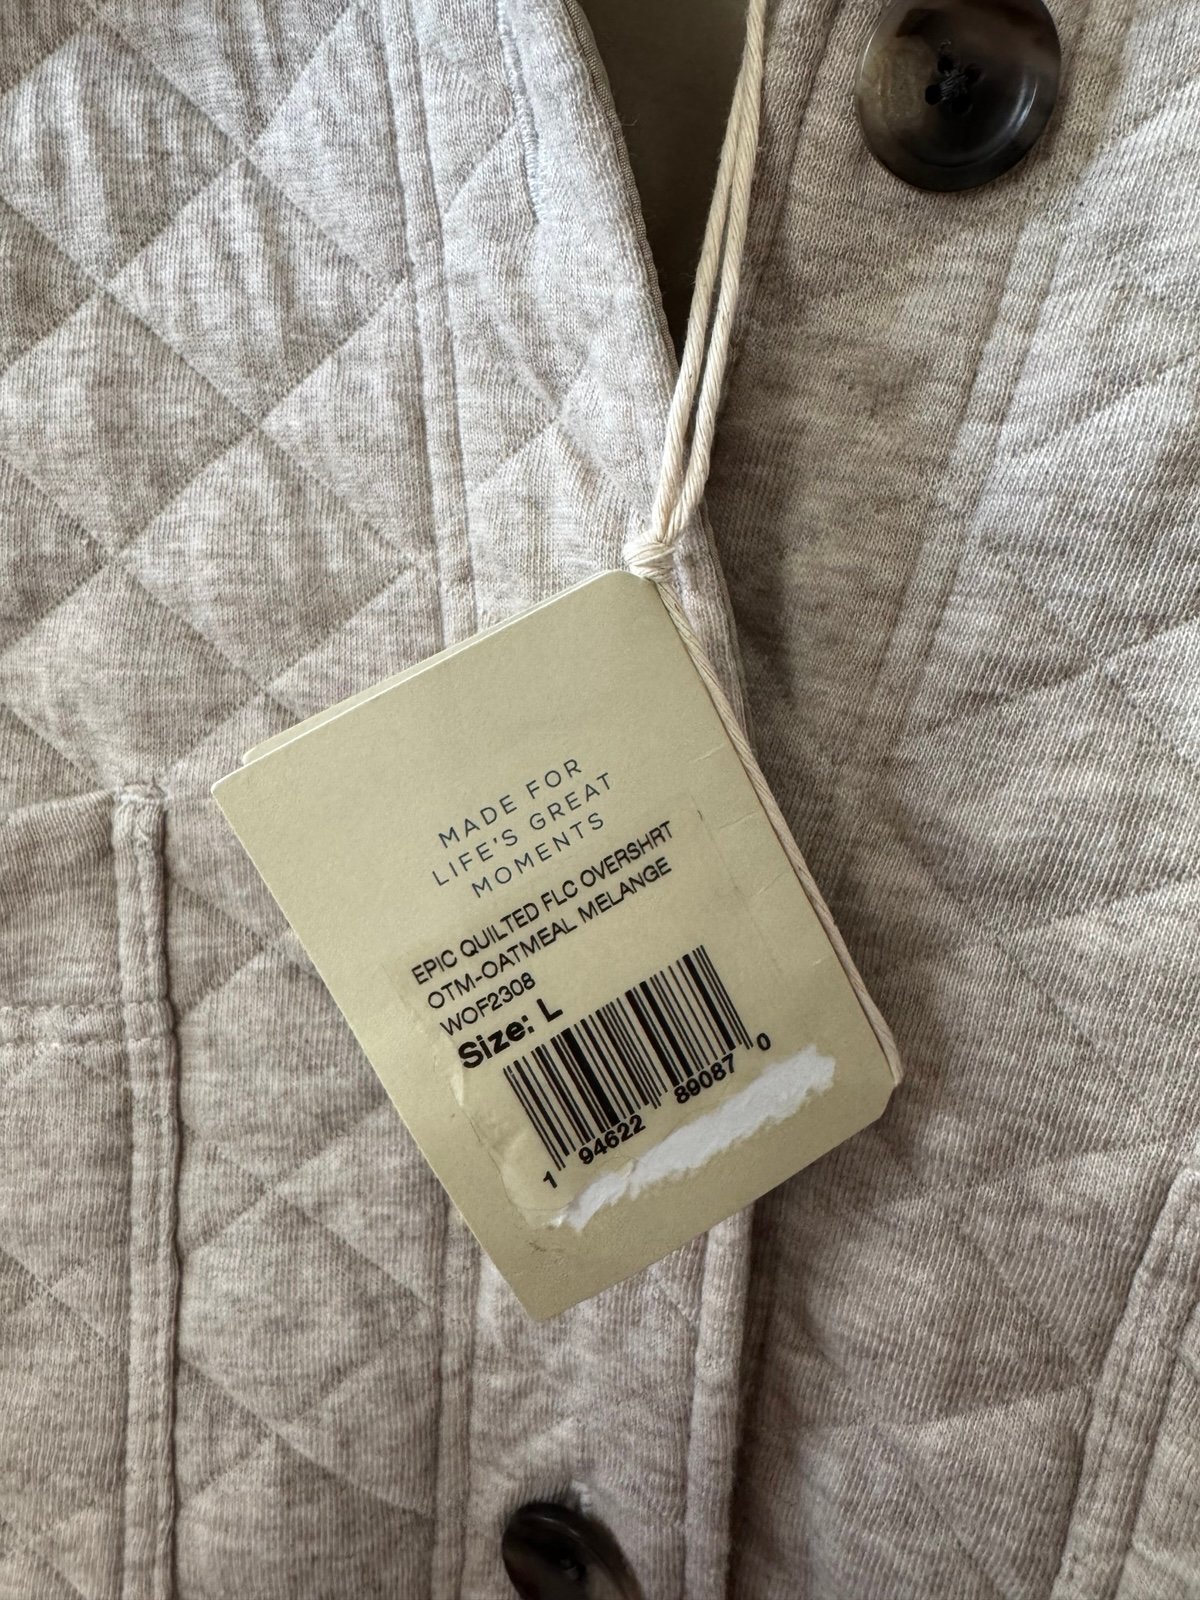 MADE FOR
LIFE'S GREAT
MOMENTS
EPIC QUILTED FLC OVERSHRT
OTM-OATMEAL MELANGE
WOF2308
Size: L
1 94622 89087 0